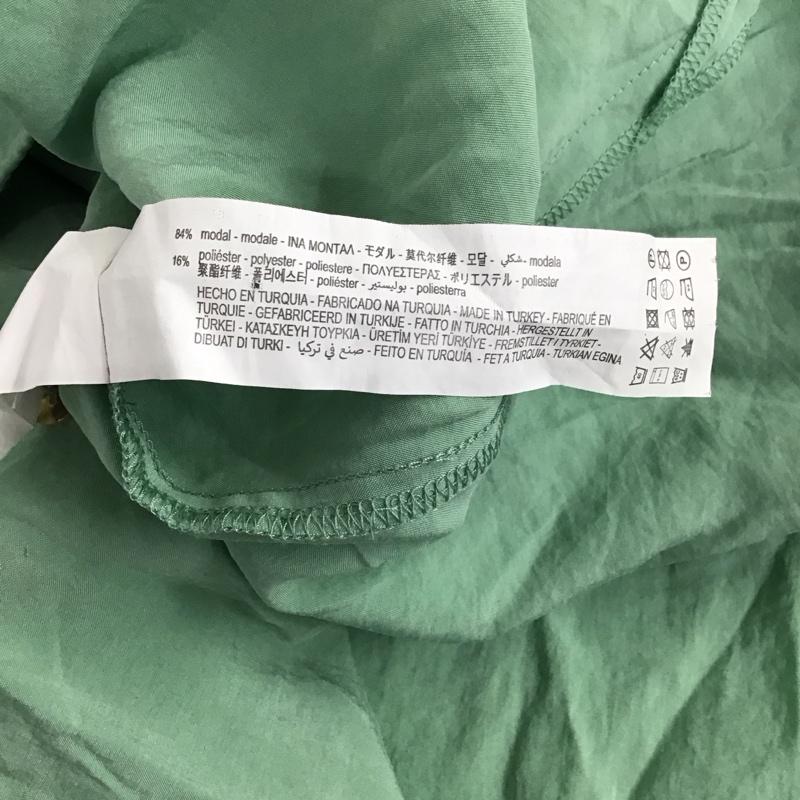 84% modal - modale - INA ΜΟΝΤΑΛ - モダル - 莫代尔纤维 - 모달 - شكلي - modala
16% poliéster - polyester - poliestere - ΠΟΛΥΕΣΤΕΡΑΣ - ポリエステル - poliester
聚酯纤维 - 폴리에스터 - poliéster - بوليستير - poliesterra
HECHO EN TURQUIA - FABRICADO NA TURQUIA - MADE IN TURKEY - FABRIQUÉ EN
TURQUIE - GEFABRICEERD IN TURKIJE - FATTO IN TURCHIA - HERGESTELLT IN
TÜRKEI - ΚΑΤΑΣΚΕΥΗ ΤΟΥΡΚΙΑ - ÜRETİM YERİ TÜRKİYE - FREMSTILLET I TYRKIET -
DIBUAT DI TURKI - صنع في تركيا - FEITO EN TURQUÍA - FET A TURQUIA - TURKIAN EGINA